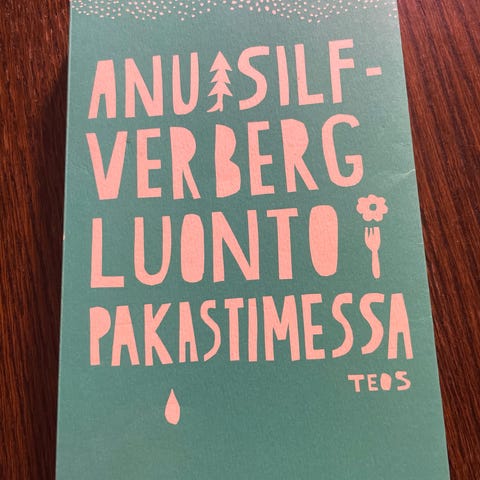 ANU SILF-
VERBERG
LUONTO
PAKASTIMESSA
TEOS